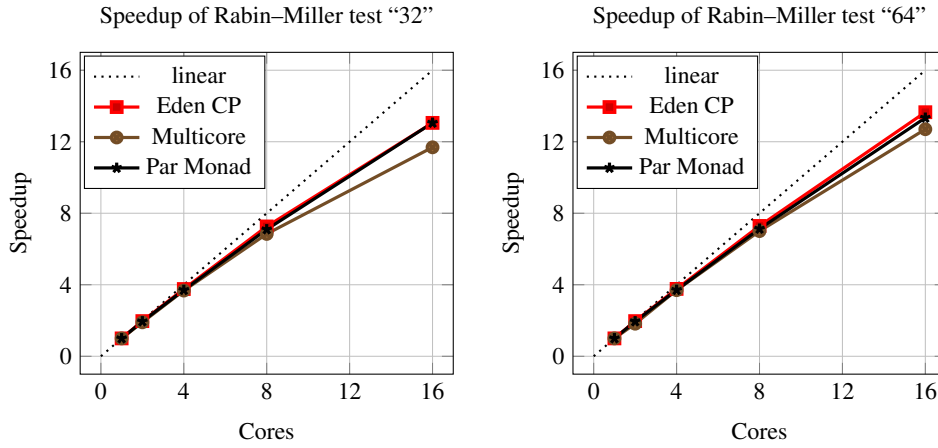 Speedup of Rabin–Miller test “32”
16
12
8
4
0
Speedup
linear
Eden CP
Multicore
Par Monad
0 4 8 12 16
Cores
Speedup of Rabin–Miller test “64”
16
12
8
4
0
Speedup
linear
Eden CP
Multicore
Par Monad
0 4 8 12 16
Cores